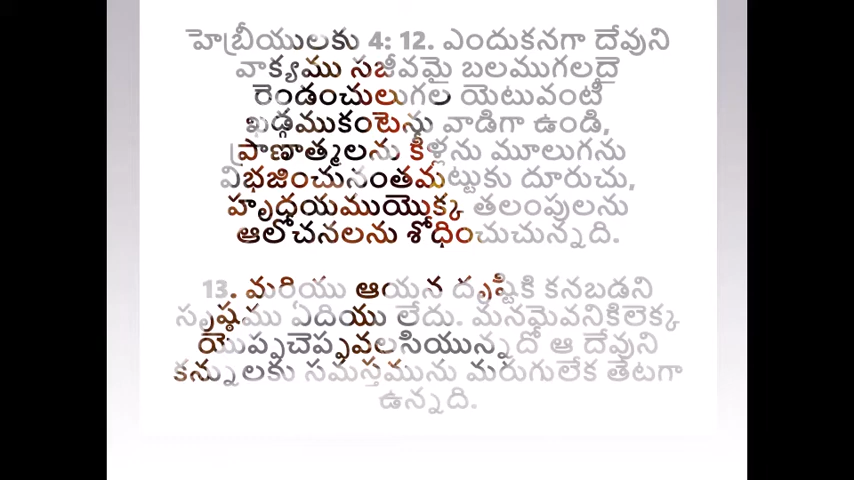 హెబ్రీయులకు 4: 12. ఎందుకనగా దేవుని
వాక్యము సజీవమై బలముగలదై
రెండంచులుగల యెటువంటి
ఖడ్గముకంటెను వాడిగా ఉండి,
ప్రాణాత్మలను కీళ్లను మూలుగను
విభజించునంతమట్టుకు దూరుచు,
హృదయముయొక్క తలంపులను
ఆలోచనలను శోధించుచున్నది.
13. మరియు ఆయన దృష్టికి కనబడని
సృష్ఠము ఏదియు లేదు. మనమెవనికిలెక్క
యొప్పచెప్పవలసియున్నదో ఆ దేవుని
కన్నులకు సమస్తమును మరుగులేక తేటగా
ఉన్నది.